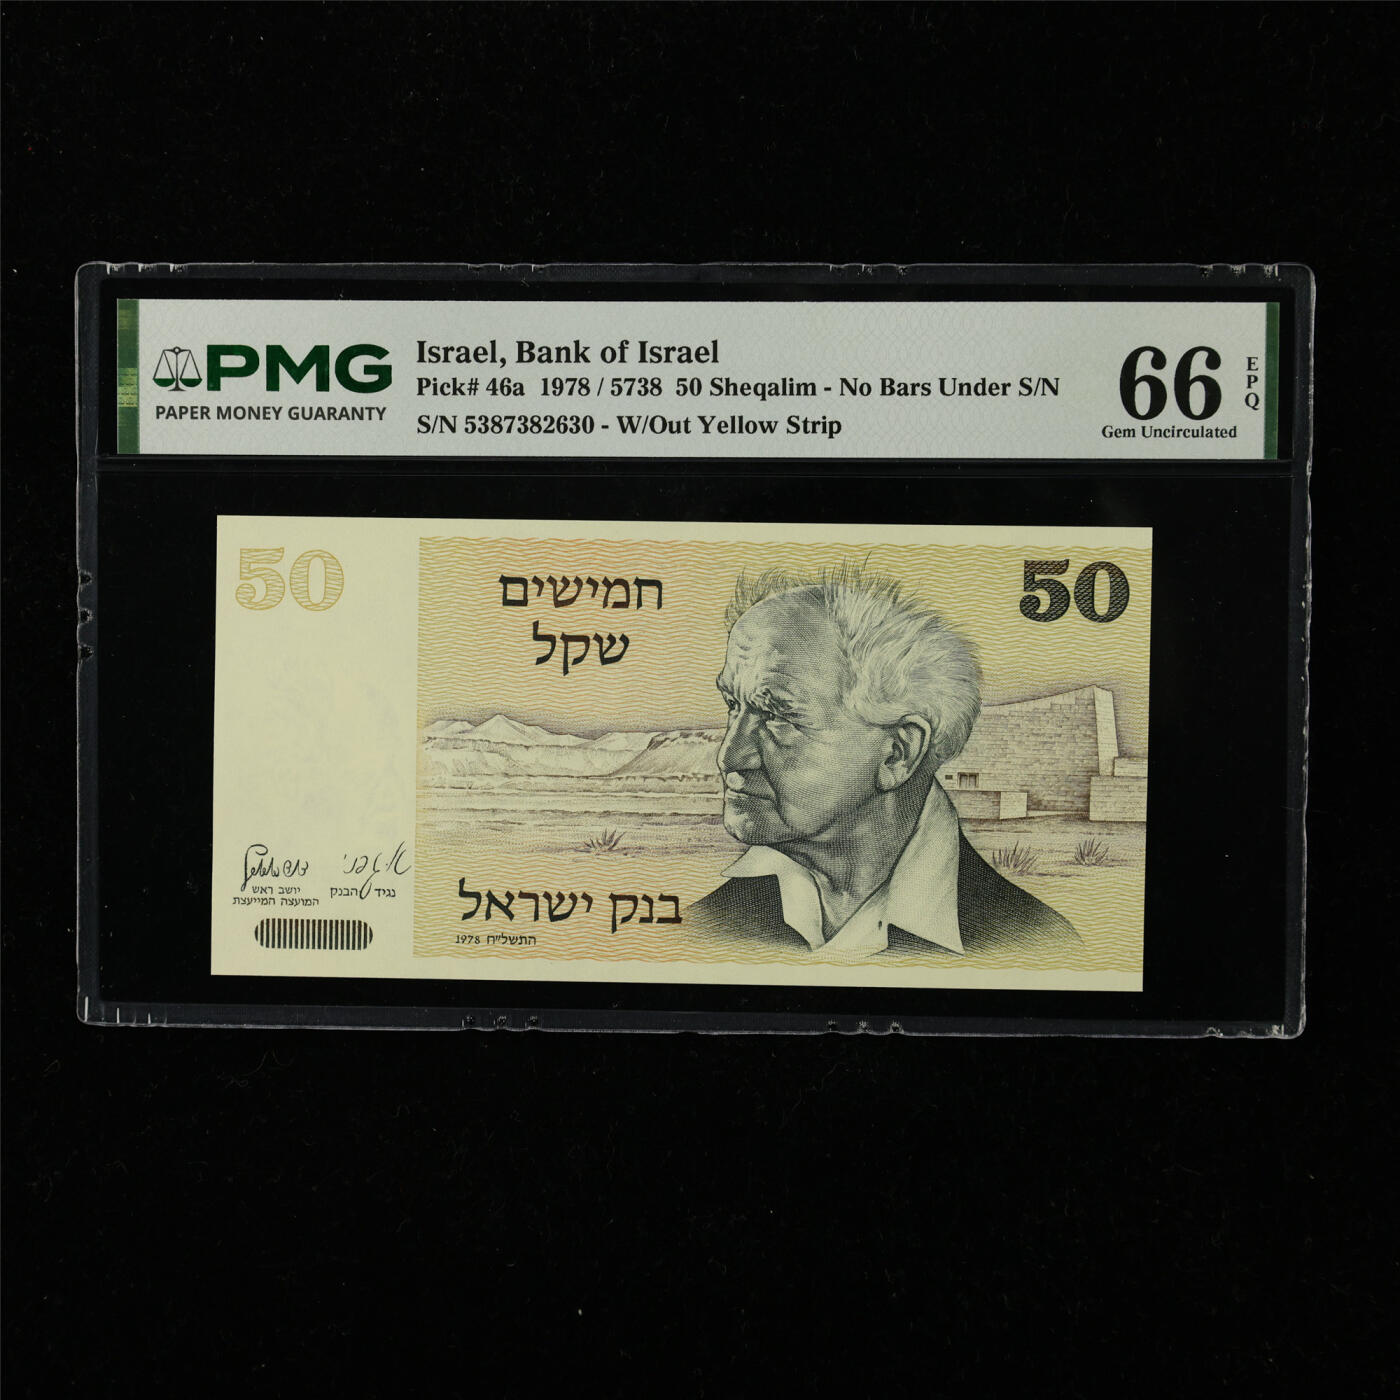 PMG
PAPER MONEY GUARANTY
Israel, Bank of Israel
Pick# 46a 1978 / 5738 50 Sheqalim - No Bars Under S/N
S/N 5387382630 - W/Out Yellow Strip
66
EPQ
Gem Uncirculated
50
חמישים
שקל
50
נגיד הבנק
יושב ראש
המועצה המייעצת
בנק ישראל
התשל"ח 1978